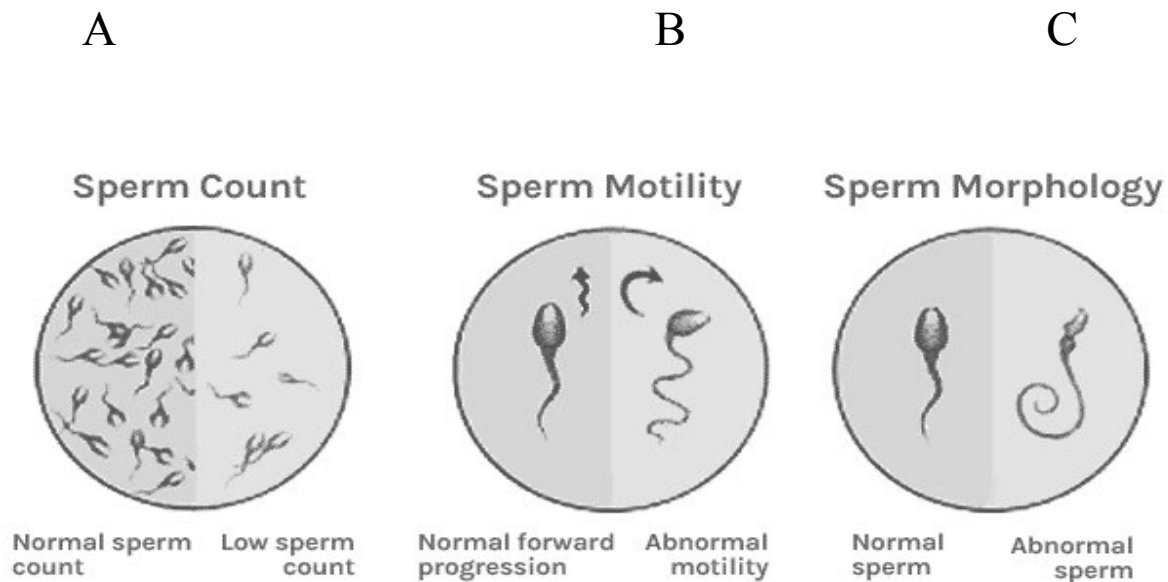 A B C
Sperm Count Sperm Motility Sperm Morphology
Normal sperm
count
Low sperm
count
Normal forward
progression
Abnormal
motility
Normal
sperm
Abnormal
sperm